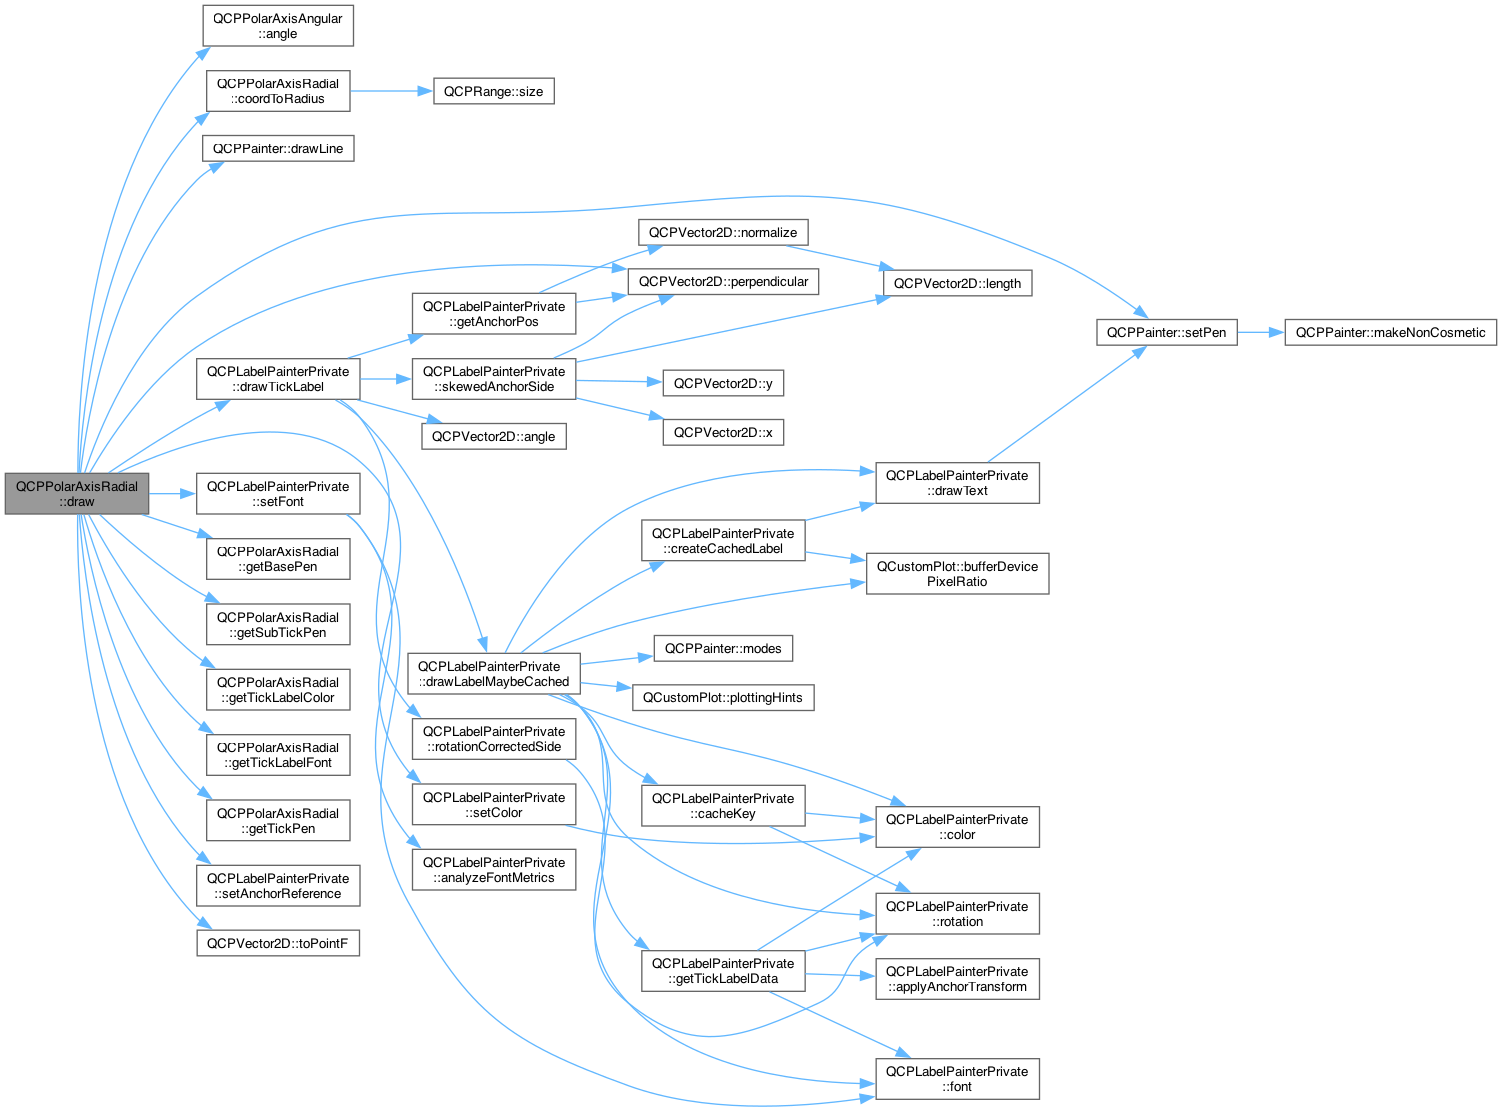 QCPPolarAxisAngular
::angle
QCPPolarAxisRadial
::coordToRadius
QCPRange::size
QCPPainter::drawLine
QCPVector2D::normalize
QCPVector2D::perpendicular
QCPVector2D::length
QCPLabelPainterPrivate
::getAnchorPos
QCPPainter::setPen
QCPPainter::makeNonCosmetic
QCPLabelPainterPrivate
::drawTickLabel
QCPLabelPainterPrivate
::skewedAnchorSide
QCPVector2D::y
QCPVector2D::x
QCPVector2D::angle
QCPPolarAxisRadial
::draw
QCPLabelPainterPrivate
::setFont
QCPLabelPainterPrivate
::drawText
QCPLabelPainterPrivate
::createCachedLabel
QCPPolarAxisRadial
::getBasePen
QCustomPlot::bufferDevice
PixelRatio
QCPPolarAxisRadial
::getSubTickPen
QCPPainter::modes
QCPLabelPainterPrivate
::drawLabelMaybeCached
QCPPolarAxisRadial
::getTickLabelColor
QCustomPlot::plottingHints
QCPLabelPainterPrivate
::rotationCorrectedSide
QCPPolarAxisRadial
::getTickLabelFont
QCPLabelPainterPrivate
::setColor
QCPLabelPainterPrivate
::cacheKey
QCPPolarAxisRadial
::getTickPen
QCPLabelPainterPrivate
::color
QCPLabelPainterPrivate
::analyzeFontMetrics
QCPLabelPainterPrivate
::setAnchorReference
QCPLabelPainterPrivate
::rotation
QCPVector2D::toPointF
QCPLabelPainterPrivate
::getTickLabelData
QCPLabelPainterPrivate
::applyAnchorTransform
QCPLabelPainterPrivate
::font